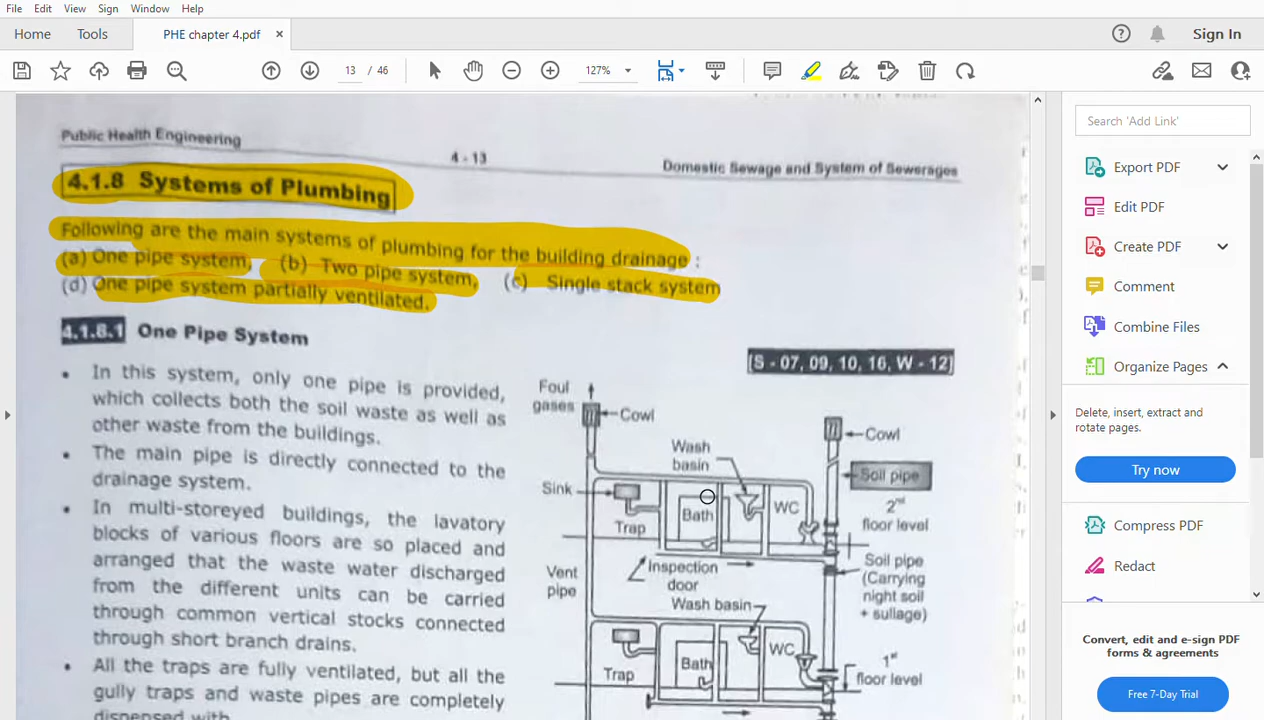 File Edit View Sign Window Help
Home Tools PHE chapter 4.pdf × Sign In
13 / 46 127%
Public Health Engineering
4 - 13
Domestic Sewage and System of Sewerages
4.1.8 Systems of Plumbing
Following are the main systems of plumbing for the building drainage :
(a) One pipe system, (b) Two pipe system, (c) Single stack system
(d) One pipe system partially ventilated.
4.1.8.1 One Pipe System
[S - 07, 09, 10, 16, W - 12]
• In this system, only one pipe is provided,
which collects both the soil waste as well as
other waste from the buildings.
• The main pipe is directly connected to the
drainage system.
• In multi-storeyed buildings, the lavatory
blocks of various floors are so placed and
arranged that the waste water discharged
from the different units can be carried
through common vertical stocks connected
through short branch drains.
• All the traps are fully ventilated, but all the
gully traps and waste pipes are completely
dispensed with.
Foul
gases
Cowl
Cowl
Wash
basin
Soil pipe
Sink
Bath
WC
Trap
2nd
floor level
Inspection
door
Soil pipe
(Carrying
night soil
+ sullage)
Vent
pipe
Wash basin
WC
Bath
Trap
1st
floor level
Search 'Add Link'
Export PDF
Edit PDF
Create PDF
Comment
Combine Files
Organize Pages
Delete, insert, extract and
rotate pages.
Try now
Compress PDF
Redact
Convert, edit and e-sign PDF
forms & agreements
Free 7-Day Trial